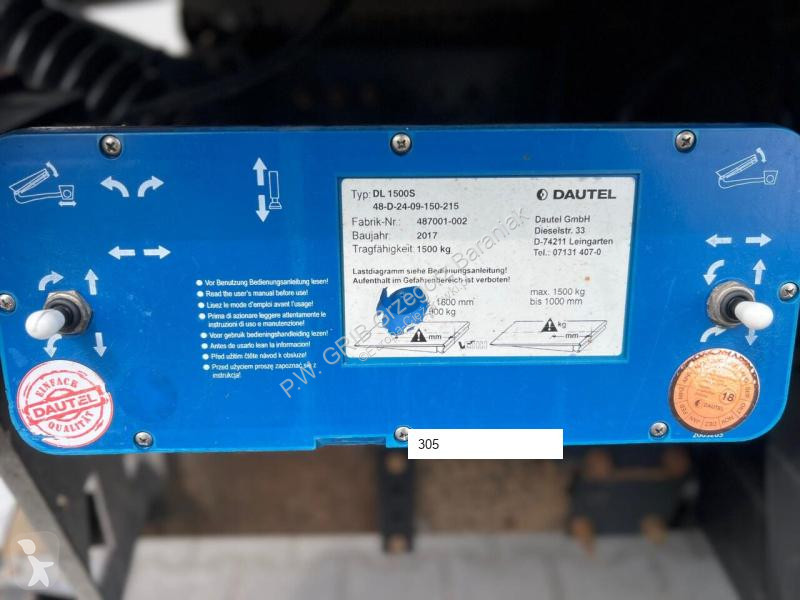 Typ: DL 1500S
48-D-24-09-150-215
Fabrik-Nr.: 487001-002
Baujahr: 2017
Tragfähigkeit: 1500 kg
DAUTEL
Dautel GmbH
Dieselstr. 33
D-74211 Leingarten
Tel.: 07131 407-0
Lastdiagramm siehe Bedienungsanleitung!
Aufenthalt im Gefahrenbereich ist verboten!
1800 mm
max. 1500 kg
bis 1000 mm
mm
kg
mm
Vor Benutzung Bedienungsanleitung lesen!
Read the user's manual before use!
Lisez le mode d'emploi avant l'usage!
Prima di azionare leggere attentamente le
instruzioni di uso e manutenzione!
Voor gebruik bedieningshandleiding lezen!
Antes de usarlo lean la informacion!
Před užitím čtěte návod k obsluze!
Przed użyciem proszę zapoznać się z
instrukcja!
EINFACH
DAUTEL
QUALITÄT
18
DAUTEL
P.W. GRIB Grzegorz Baraniak
305